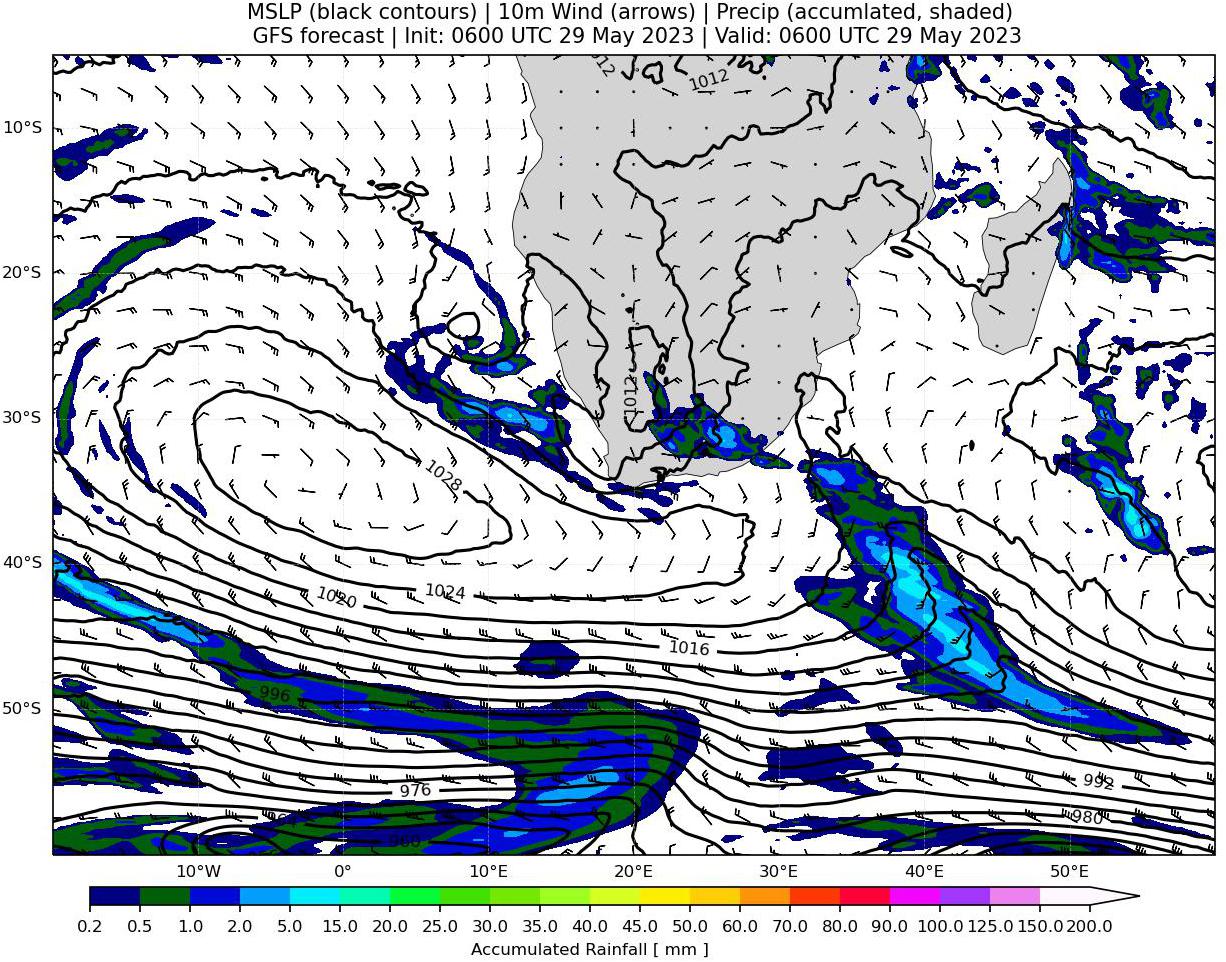 MSLP (black contours) | 10m Wind (arrows) | Precip (accumlated, shaded)
GFS forecast | Init: 0600 UTC 29 May 2023 | Valid: 0600 UTC 29 May 2023
1012
10°S
20°S
1012
30°S
1028
40°S
1024
1020
1016
996
50°S
992
976
980
960
10°W 0° 10°E 20°E 30°E 40°E 50°E
0.2 0.5 1.0 2.0 5.0 10.0 15.0 20.0 25.0 30.0 35.0 40.0 45.0 50.0 60.0 70.0 80.0 90.0 100.0 125.0 150.0 200.0
Accumulated Rainfall [ mm ]